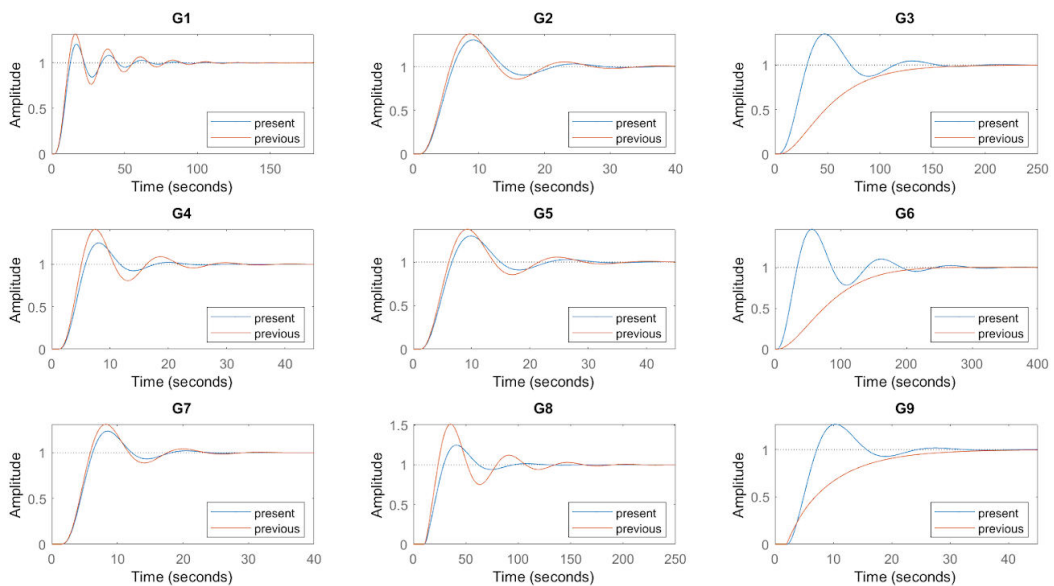 G1
Amplitude
1
0.5
0
present
previous
0 50 100 150
Time (seconds)
G2
Amplitude
1
0.5
0
present
previous
0 10 20 30 40
Time (seconds)
G3
Amplitude
1
0.5
0
present
previous
0 50 100 150 200 250
Time (seconds)
G4
Amplitude
1
0.5
0
present
previous
0 10 20 30 40
Time (seconds)
G5
Amplitude
1
0.5
0
present
previous
0 10 20 30 40
Time (seconds)
G6
Amplitude
1
0.5
0
present
previous
0 100 200 300 400
Time (seconds)
G7
Amplitude
1
0.5
0
present
previous
0 10 20 30 40
Time (seconds)
G8
Amplitude
1.5
1
0.5
0
present
previous
0 50 100 150 200 250
Time (seconds)
G9
Amplitude
1
0.5
0
present
previous
0 10 20 30 40
Time (seconds)